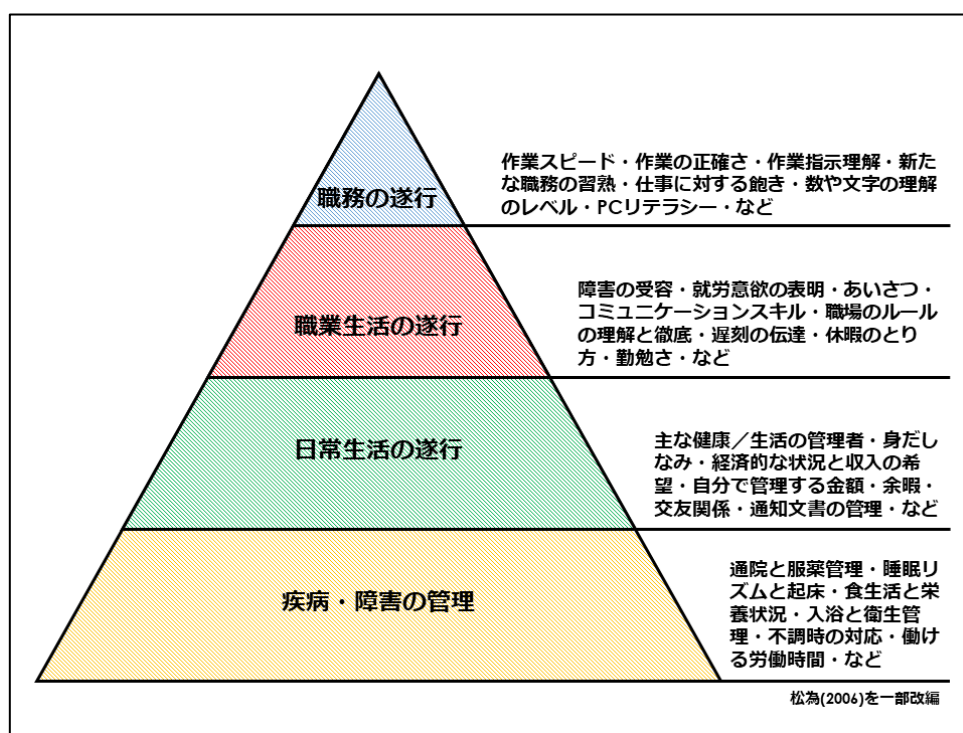 職務の遂行
作業スピード・作業の正確さ・作業指示理解・新た
な職務の習熟・仕事に対する飽き・数や文字の理解
のレベル・PCリテラシー・など
職業生活の遂行
障害の受容・就労意欲の表明・あいさつ・
コミュニケーションスキル・職場のルール
の理解と徹底・遅刻の伝達・休暇のとり
方・勤勉さ・など
日常生活の遂行
主な健康／生活の管理者・身だし
なみ・経済的な状況と収入の希
望・自分で管理する金額・余暇・
交友関係・通知文書の管理・など
疾病・障害の管理
通院と服薬管理・睡眠リ
ズムと起床・食生活と栄
養状況・入浴と衛生管
理・不調時の対応・働け
る労働時間・など
松為(2006)を一部改編